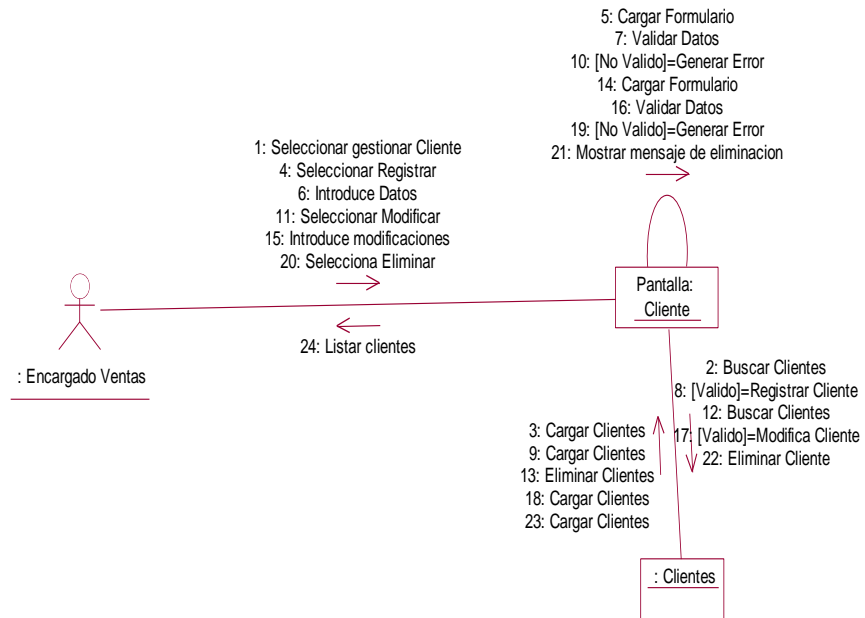 5: Cargar Formulario
7: Validar Datos
10: [No Valido]=Generar Error
14: Cargar Formulario
16: Validar Datos
19: [No Valido]=Generar Error
21: Mostrar mensaje de eliminacion
1: Seleccionar gestionar Cliente
4: Seleccionar Registrar
6: Introduce Datos
11: Seleccionar Modificar
15: Introduce modificaciones
20: Selecciona Eliminar
Pantalla:
Cliente
24: Listar clientes
: Encargado Ventas
2: Buscar Clientes
8: [Valido]=Registrar Cliente
12: Buscar Clientes
17: [Valido]=Modifica Cliente
22: Eliminar Cliente
3: Cargar Clientes
9: Cargar Clientes
13: Eliminar Clientes
18: Cargar Clientes
23: Cargar Clientes
: Clientes